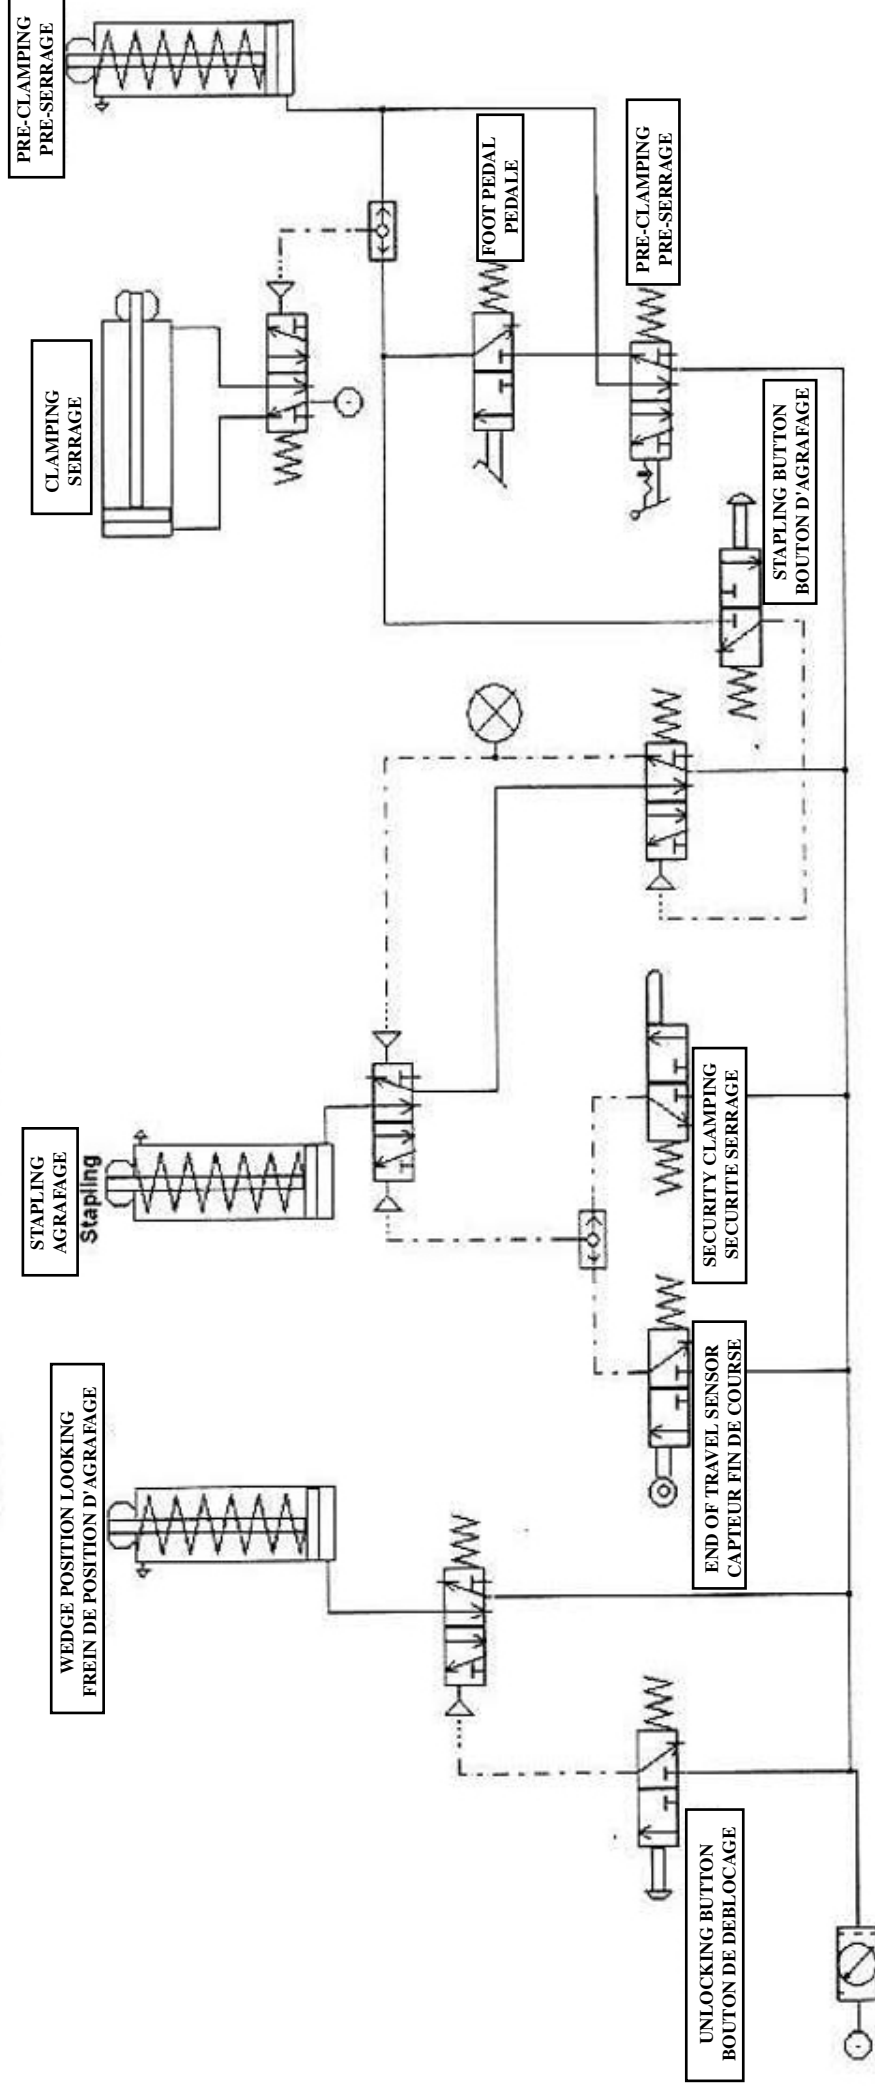 PRE-CLAMPING
PRE-SERRAGE
CLAMPING
SERRAGE
FOOT PEDAL
PEDALE
PRE-CLAMPING
PRE-SERRAGE
STAPLING BUTTON
BOUTON D'AGRAFAGE
STAPLING
AGRAFAGE
Stapling
SECURITY CLAMPING
SECURITE SERRAGE
WEDGE POSITION LOOKING
FREIN DE POSITION D'AGRAFAGE
END OF TRAVEL SENSOR
CAPTEUR FIN DE COURSE
UNLOCKING BUTTON
BOUTON DE DEBLOCAGE